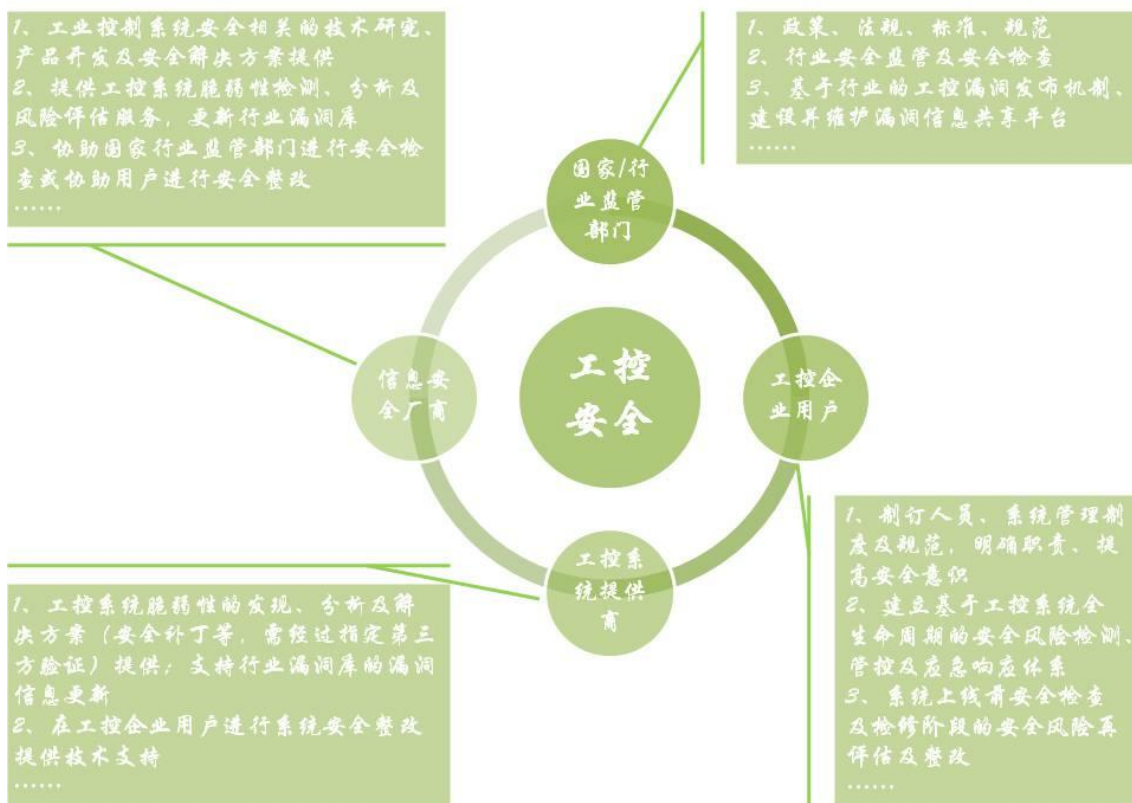 1、工业控制系统安全相关的技术研究、
产品开发及安全解决方案提供
2、提供工控系统脆弱性检测、分析及
风险评估服务，更新行业漏洞库
3、协助国家行业监管部门进行安全检
查或协助用户进行安全整改
……
1、政策、法规、标准、规范
2、行业安全监管及安全检查
3、基于行业的工控漏洞发布机制、
建设并维护漏洞信息共享平台
……
国家/行
业监管
部门
信息安
全厂商
工控
安全
工控企
业用户
工控系
统提供
商
1、工控系统脆弱性的发现、分析及解
决方案（安全补丁等，需经过指定第三
方验证）提供；支持行业漏洞库的漏洞
信息更新
2、在工控企业用户进行系统安全整改
提供技术支持
……
1、制订人员、系统管理制
度及规范，明确职责、提
高安全意识
2、建立基于工控系统全
生命周期的安全风险检测、
管控及应急响应体系
3、系统上线前安全检查
及检修阶段的安全风险再
评估及整改
……